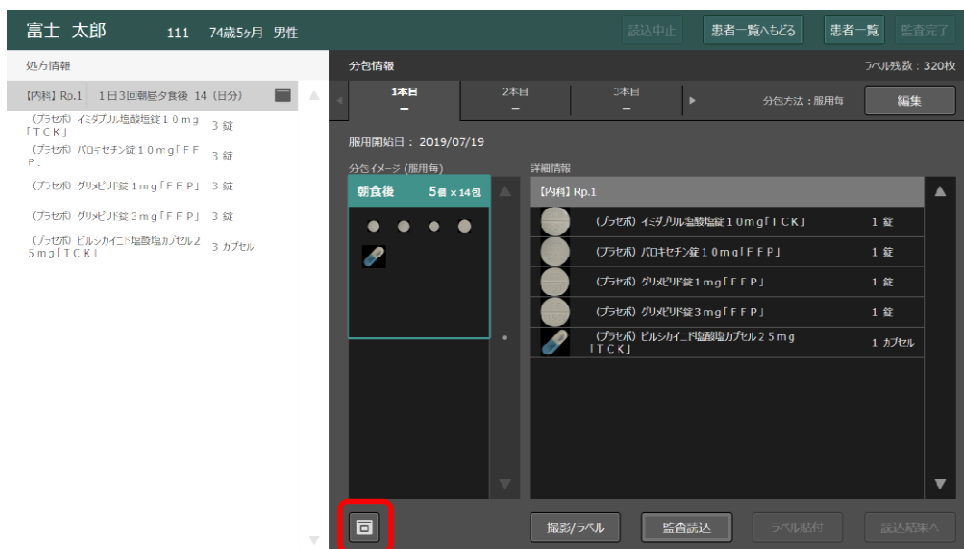 富士 太郎 111 74歳5ヶ月 男性
読込中止 患者一覧へもどる 患者一覧 監査完了
処方情報
【内科】Rp.1 1日3回朝昼夕食後 14（日分）
（プラセボ）イミダプリル塩酸塩錠１０ｍｇ
「ＴＣＫ」 3 錠
（プラセボ）パロキセチン錠１０ｍｇ「ＦＦ
Ｐ」 3 錠
（プラセボ）グリメピリド錠１ｍｇ「ＦＦＰ」 3 錠
（プラセボ）グリメピリド錠３ｍｇ「ＦＦＰ」 3 錠
（プラセボ）ピルシカイニド塩酸塩カプセル２
５ｍｇ「ＴＣＫ」 3 カプセル
分包情報 ラベル残数：320枚
1本目 2本目 3本目
– – –
分包方法：服用毎 編集
服用開始日： 2019/07/19
分包イメージ（服用毎） 詳細情報
朝食後 5個 x 14包
【内科】Rp.1
（プラセボ）イミダプリル塩酸塩錠１０ｍｇ「ＴＣＫ」 1 錠
（プラセボ）パロキセチン錠１０ｍｇ「ＦＦＰ」 1 錠
（プラセボ）グリメピリド錠１ｍｇ「ＦＦＰ」 1 錠
（プラセボ）グリメピリド錠３ｍｇ「ＦＦＰ」 1 錠
（プラセボ）ピルシカイニド塩酸塩カプセル２５ｍｇ
「ＴＣＫ」 1 カプセル
撮影/ラベル 監査読込 ラベル貼付 読込結果へ